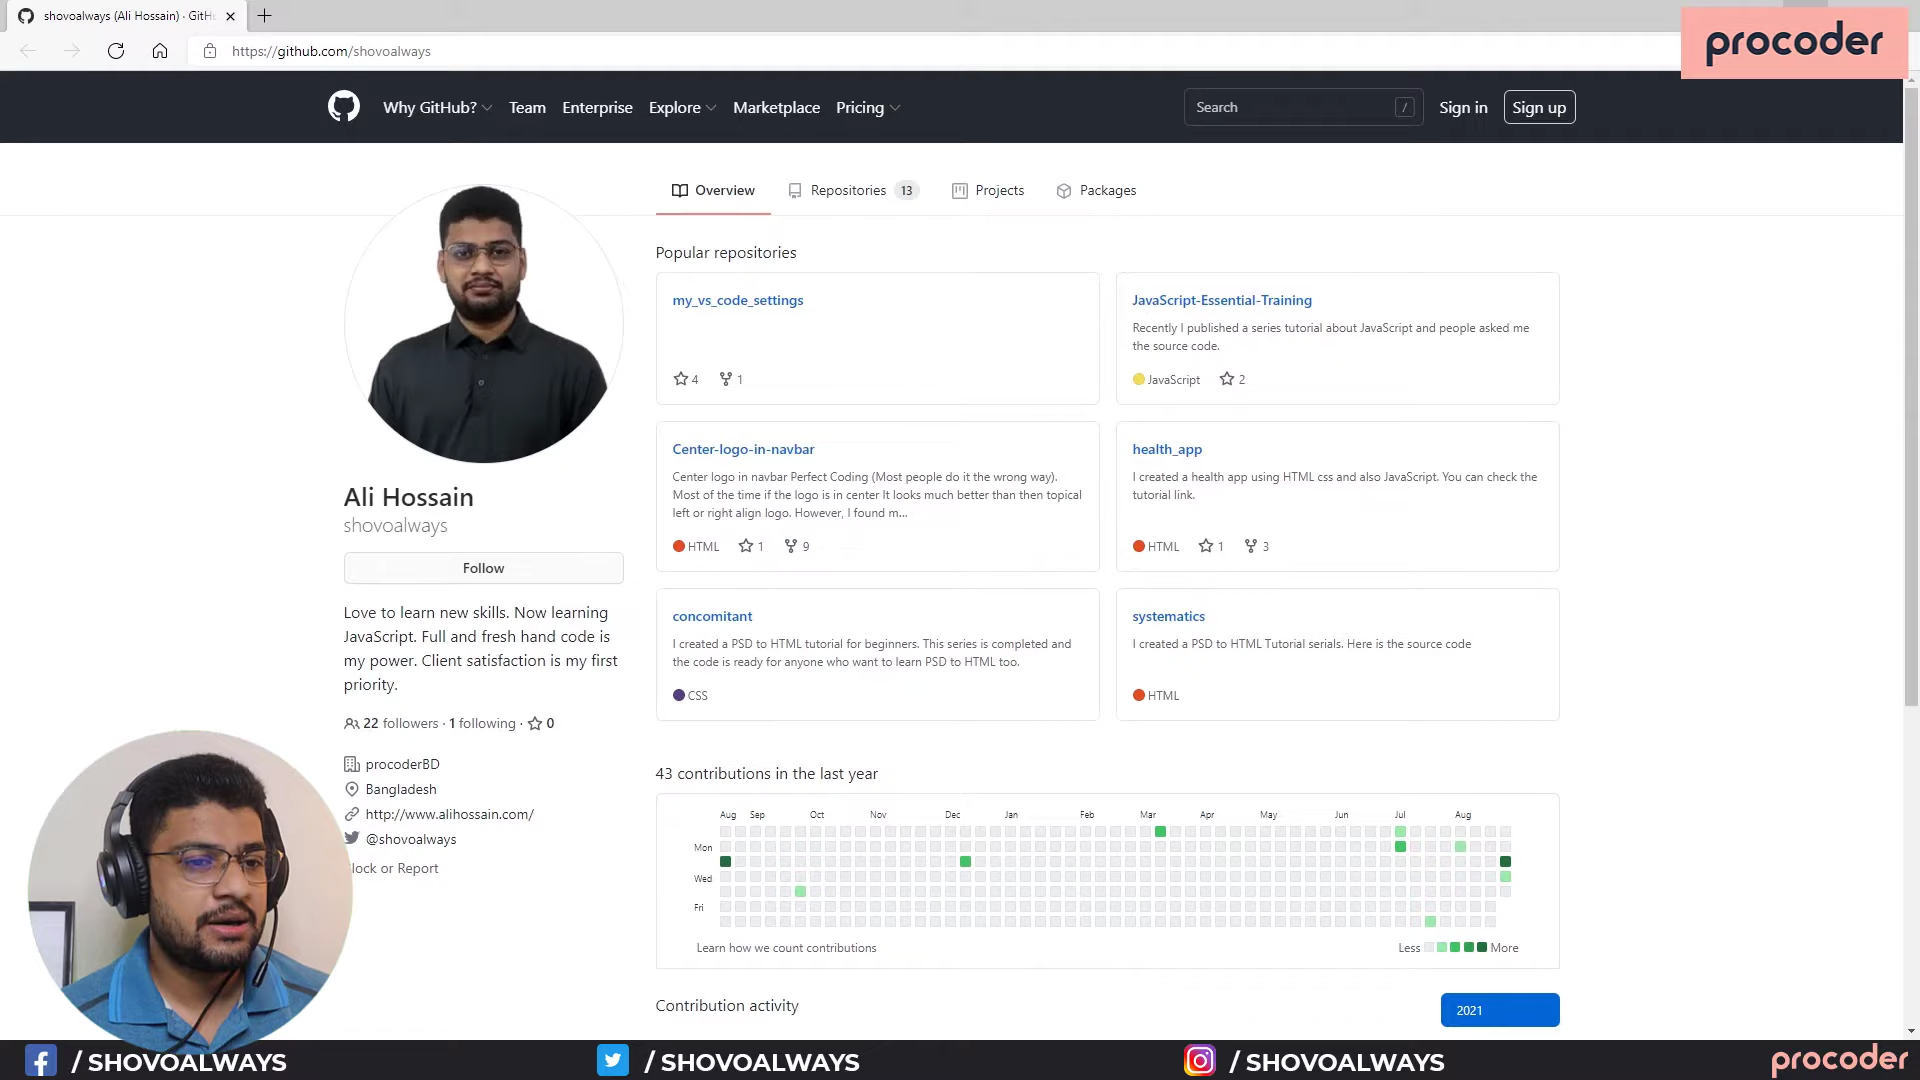 shovoalways (Ali Hossain) · GitHu
https://github.com/shovoalways
procoder
Why GitHub? Team Enterprise Explore Marketplace Pricing Search / Sign in Sign up
Overview Repositories 13 Projects Packages
Popular repositories
my_vs_code_settings
4 1
JavaScript-Essential-Training
Recently I published a series tutorial about JavaScript and people asked me
the source code.
JavaScript 2
Center-logo-in-navbar
Center logo in navbar Perfect Coding (Most people do it the wrong way).
Most of the time if the logo is in center It looks much better than then topical
left or right align logo. However, I found m...
HTML 1 9
health_app
I created a health app using HTML css and also JavaScript. You can check the
tutorial link.
HTML 1 3
concomitant
I created a PSD to HTML tutorial for beginners. This series is completed and
the code is ready for anyone who want to learn PSD to HTML too.
CSS
systematics
I created a PSD to HTML Tutorial serials. Here is the source code
HTML
Ali Hossain
shovoalways
Follow
Love to learn new skills. Now learning
JavaScript. Full and fresh hand code is
my power. Client satisfaction is my first
priority.
22 followers · 1 following · 0
procoderBD
Bangladesh
http://www.alihossain.com/
@shovoalways
lock or Report
43 contributions in the last year
Aug Sep Oct Nov Dec Jan Feb Mar Apr May Jun Jul Aug
Mon
Wed
Fri
Learn how we count contributions Less More
Contribution activity
2021
/ SHOVOALWAYS / SHOVOALWAYS / SHOVOALWAYS procoder